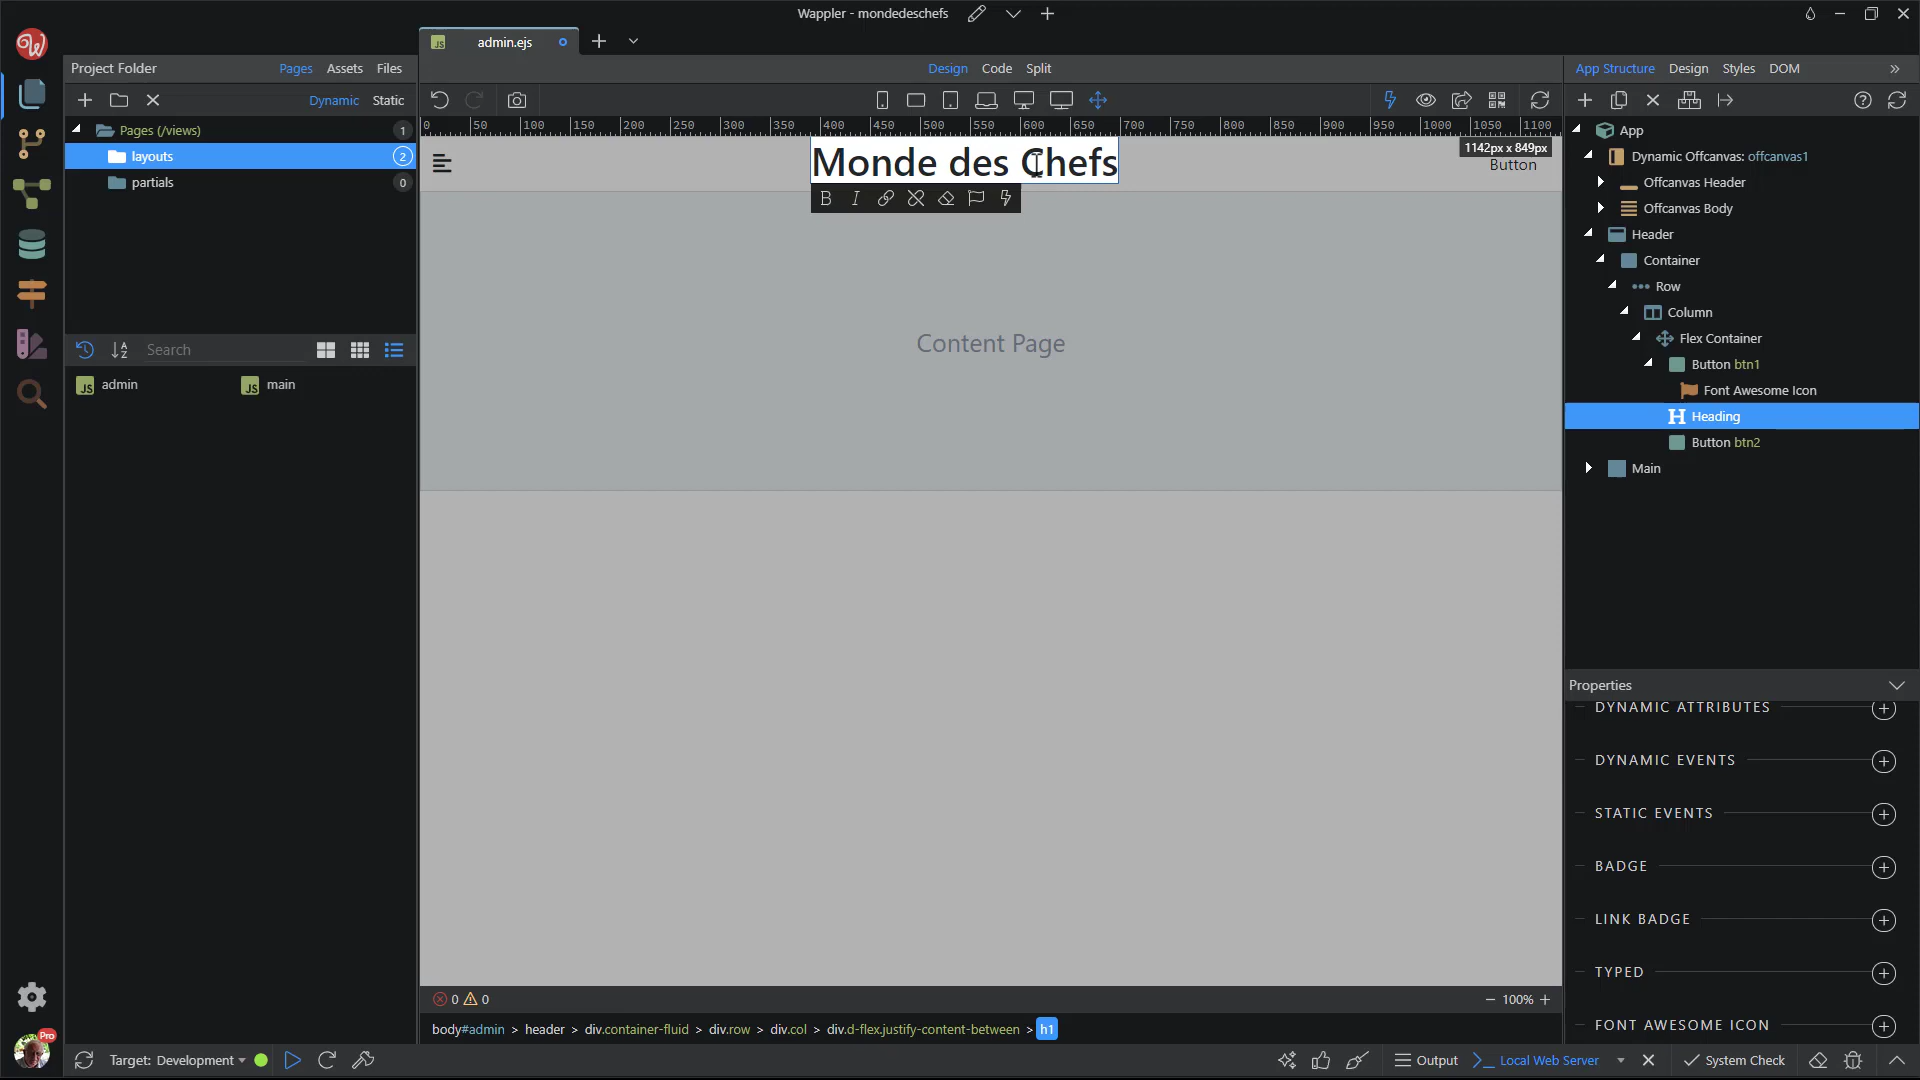 Wappler - mondedeschefs
admin.ejs
Project Folder
Pages
Assets
Files
Design
Code
Split
App Structure
Design
Styles
DOM
Dynamic
Static
0 50 100 150 200 250 300 350 400 450 500 550 600 650 700 750 800 850 900 950 1000 1050 1100
Pages (/views) 1
layouts 2
partials 0
Monde des Chefs
1142px x 849px
Button
Content Page
Search
JS admin
JS main
App
Dynamic Offcanvas: offcanvas1
Offcanvas Header
Offcanvas Body
Header
Container
Row
Column
Flex Container
Button btn1
Font Awesome Icon
Heading
Button btn2
Main
Properties
DYNAMIC ATTRIBUTES
DYNAMIC EVENTS
STATIC EVENTS
BADGE
LINK BADGE
TYPED
FONT AWESOME ICON
0 0
100%
body#admin > header > div.container-fluid > div.row > div.col > div.d-flex.justify-content-between > h1
Pro
Target: Development
Output
Local Web Server
System Check